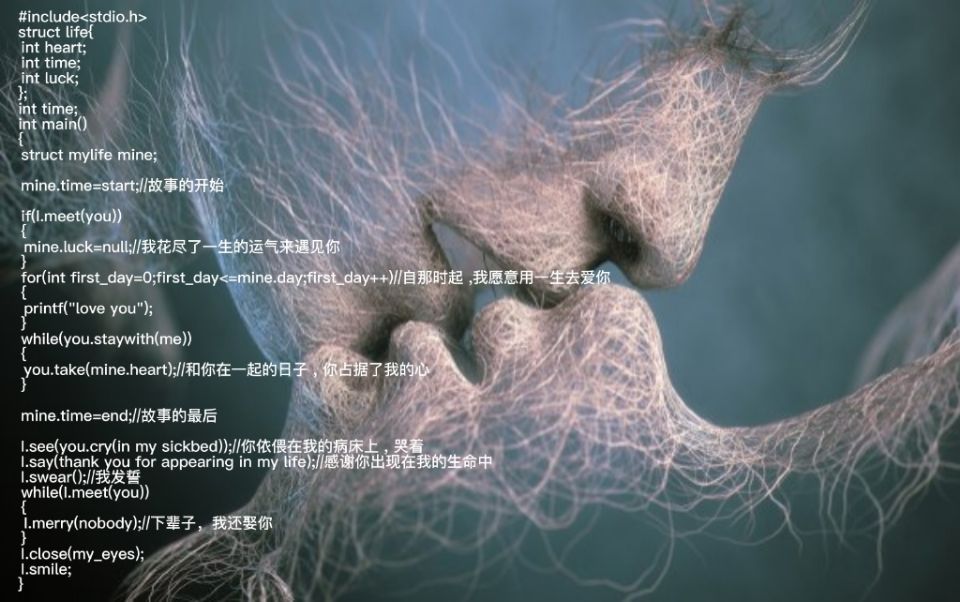 #include<stdio.h>
struct life{
int heart;
int time;
int luck;
};
int time;
int main()
{
struct mylife mine;
mine.time=start;//故事的开始
if(I.meet(you))
{
mine.luck=null;//我花尽了一生的运气来遇见你
}
for(int first_day=0;first_day<=mine.day;first_day++)//自那时起 ,我愿意用一生去爱你
{
printf("love you");
}
while(you.staywith(me))
{
you.take(mine.heart);//和你在一起的日子，你占据了我的心
}
mine.time=end;//故事的最后
I.see(you.cry(in my sickbed));//你依偎在我的病床上，哭着
I.say(thank you for appearing in my life);//感谢你出现在我的生命中
I.swear();//我发誓
while(I.meet(you))
{
I.merry(nobody);//下辈子，我还娶你
}
I.close(my_eyes);
I.smile;
}